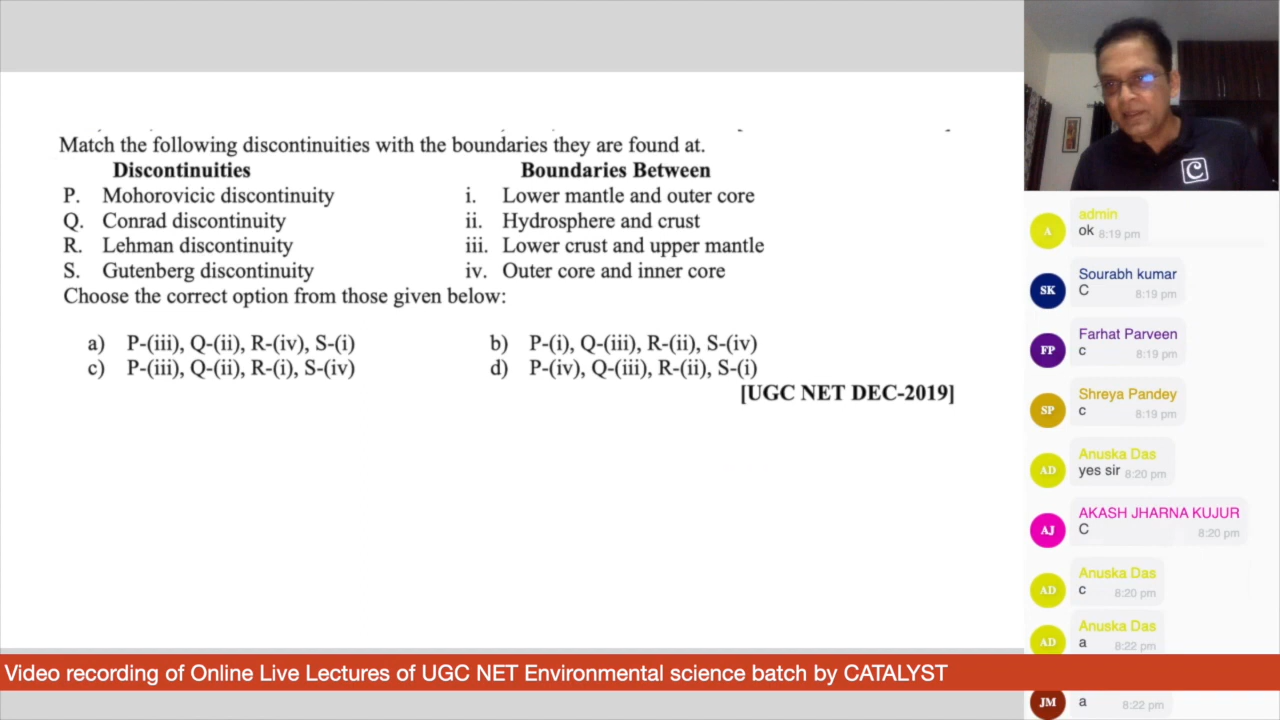 Match the following discontinuities with the boundaries they are found at.
Discontinuities Boundaries Between
P. Mohorovicic discontinuity i. Lower mantle and outer core
Q. Conrad discontinuity ii. Hydrosphere and crust
R. Lehman discontinuity iii. Lower crust and upper mantle
S. Gutenberg discontinuity iv. Outer core and inner core
Choose the correct option from those given below:
a) P-(iii), Q-(ii), R-(iv), S-(i) b) P-(i), Q-(iii), R-(ii), S-(iv)
c) P-(iii), Q-(ii), R-(i), S-(iv) d) P-(iv), Q-(iii), R-(ii), S-(i)
[UGC NET DEC-2019]
C
admin
A ok 8:19 pm
Sourabh kumar
SK C 8:19 pm
Farhat Parveen
FP c 8:19 pm
Shreya Pandey
SP c 8:19 pm
Anuska Das
AD yes sir 8:20 pm
AKASH JHARNA KUJUR
AJ C 8:20 pm
Anuska Das
AD c 8:20 pm
Anuska Das
AD a 8:22 pm
JM a 8:22 pm
Video recording of Online Live Lectures of UGC NET Environmental science batch by CATALYST